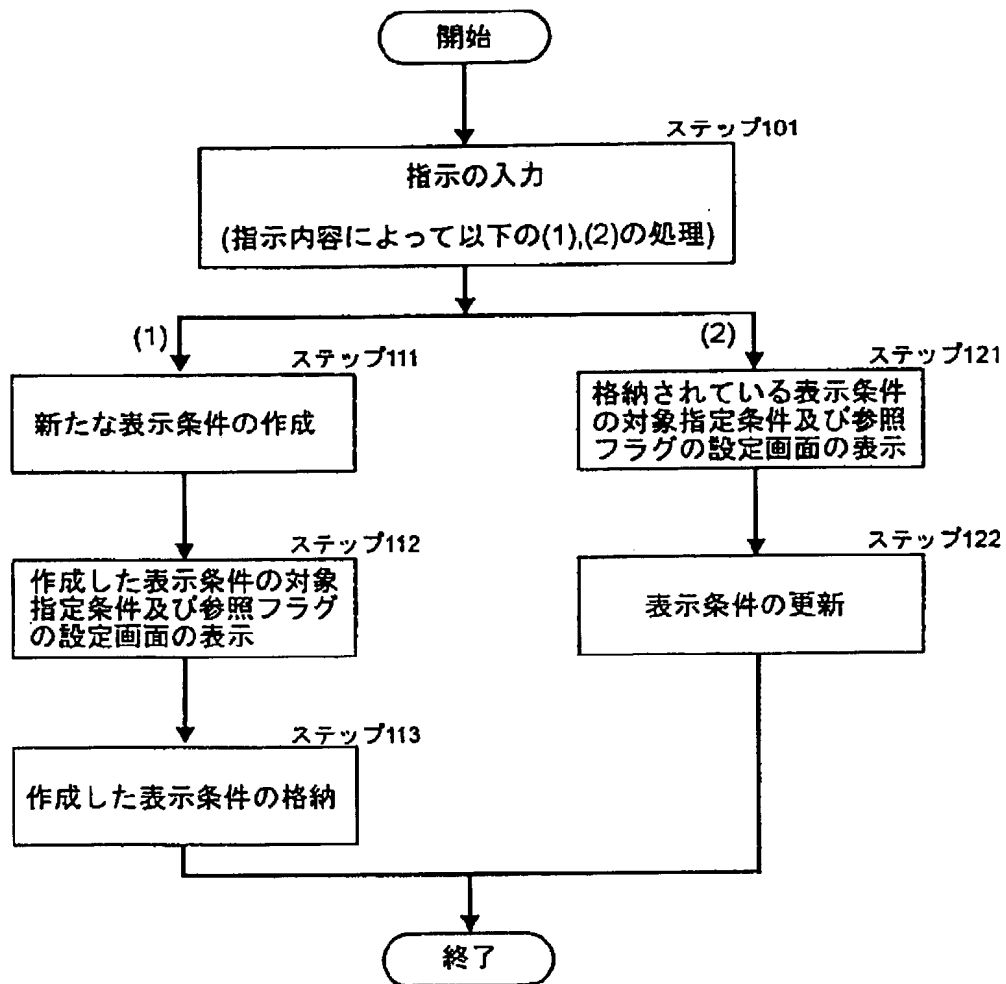 開始
ステップ101
指示の入力
(指示内容によって以下の(1),(2)の処理)
(1)
ステップ111
新たな表示条件の作成
ステップ112
作成した表示条件の対象
指定条件及び参照フラグ
の設定画面の表示
ステップ113
作成した表示条件の格納
(2)
ステップ121
格納されている表示条件
の対象指定条件及び参照
フラグの設定画面の表示
ステップ122
表示条件の更新
終了